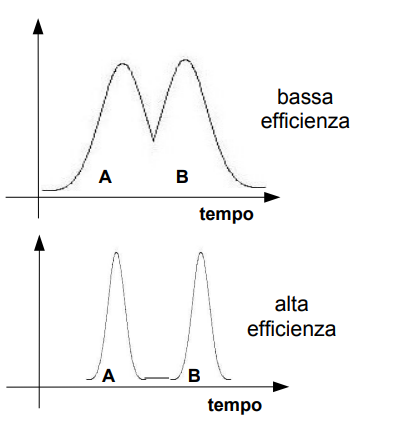 bassa
efficienza
A
B
tempo
alta
efficienza
A
B
tempo